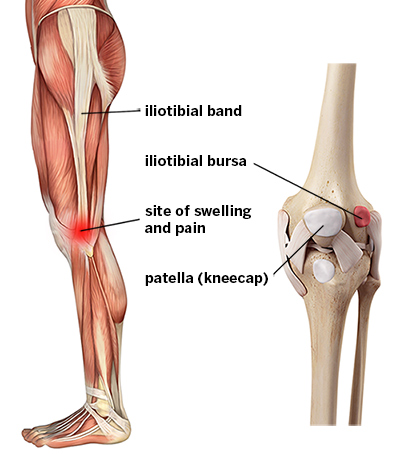 iliotibial band
iliotibial bursa
site of swelling
and pain
patella (kneecap)